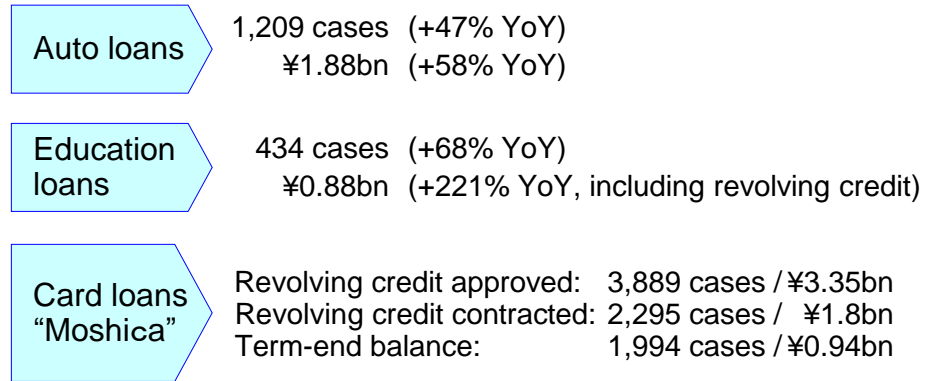 Auto loans
1,209 cases (+47% YoY)
¥1.88bn (+58% YoY)
Education
loans
434 cases (+68% YoY)
¥0.88bn (+221% YoY, including revolving credit)
Card loans
“Moshica”
Revolving credit approved: 3,889 cases / ¥3.35bn
Revolving credit contracted: 2,295 cases / ¥1.8bn
Term-end balance: 1,994 cases / ¥0.94bn